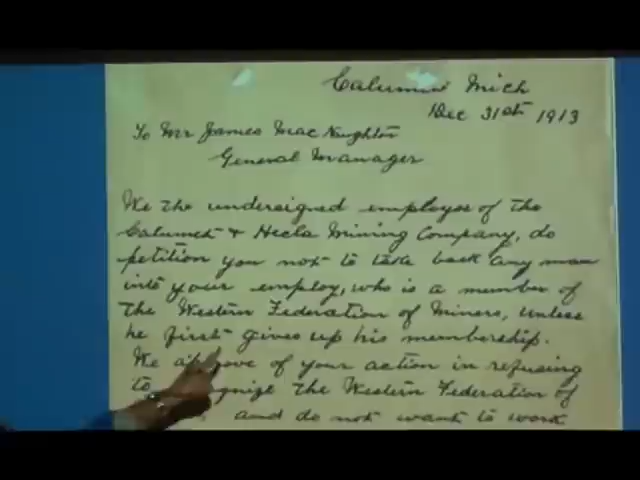 Calumet Mich
Dec 31st 1913
To Mr James MacNaughton
General Manager
We the undersigned employes of the
Calumet & Hecla Mining Company, do
petition you not to take back any man
into your employ, who is a member of
the Western Federation of Miners, unless
he first gives up his membership.
We approve of your action in refusing
to recognize the Western Federation of
and do not want to work